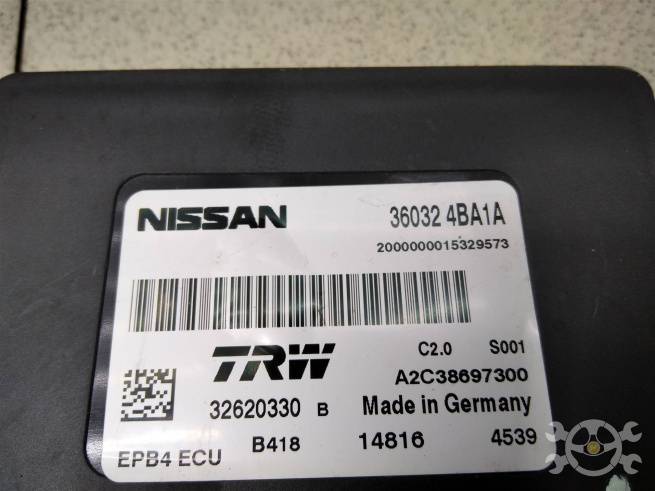 NISSAN 36032 4BA1A
2000000015329573
TRW C2.0 S001
A2C38697300
32620330 B Made in Germany
EPB4 ECU B418 14816 4539